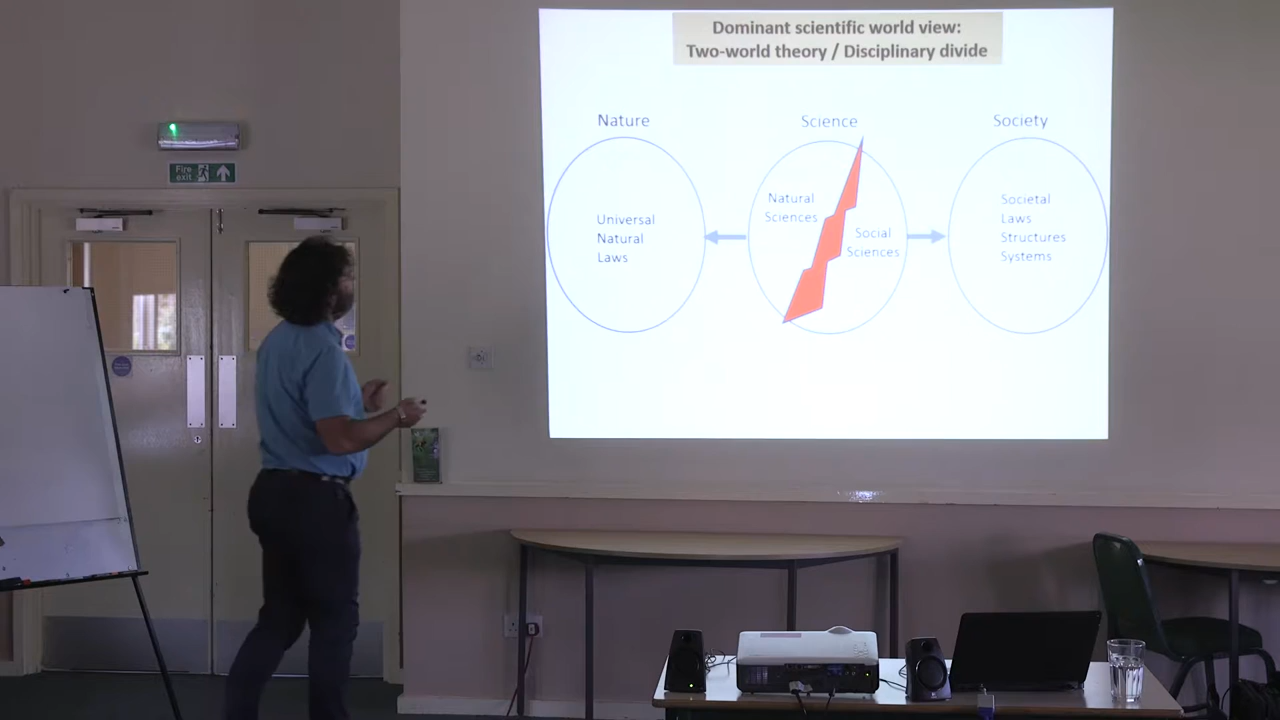 Dominant scientific world view:
Two-world theory / Disciplinary divide
Nature
Science
Society
Universal
Natural
Laws
Natural
Sciences
Social
Sciences
Societal
Laws
Structures
Systems
Fire
exit